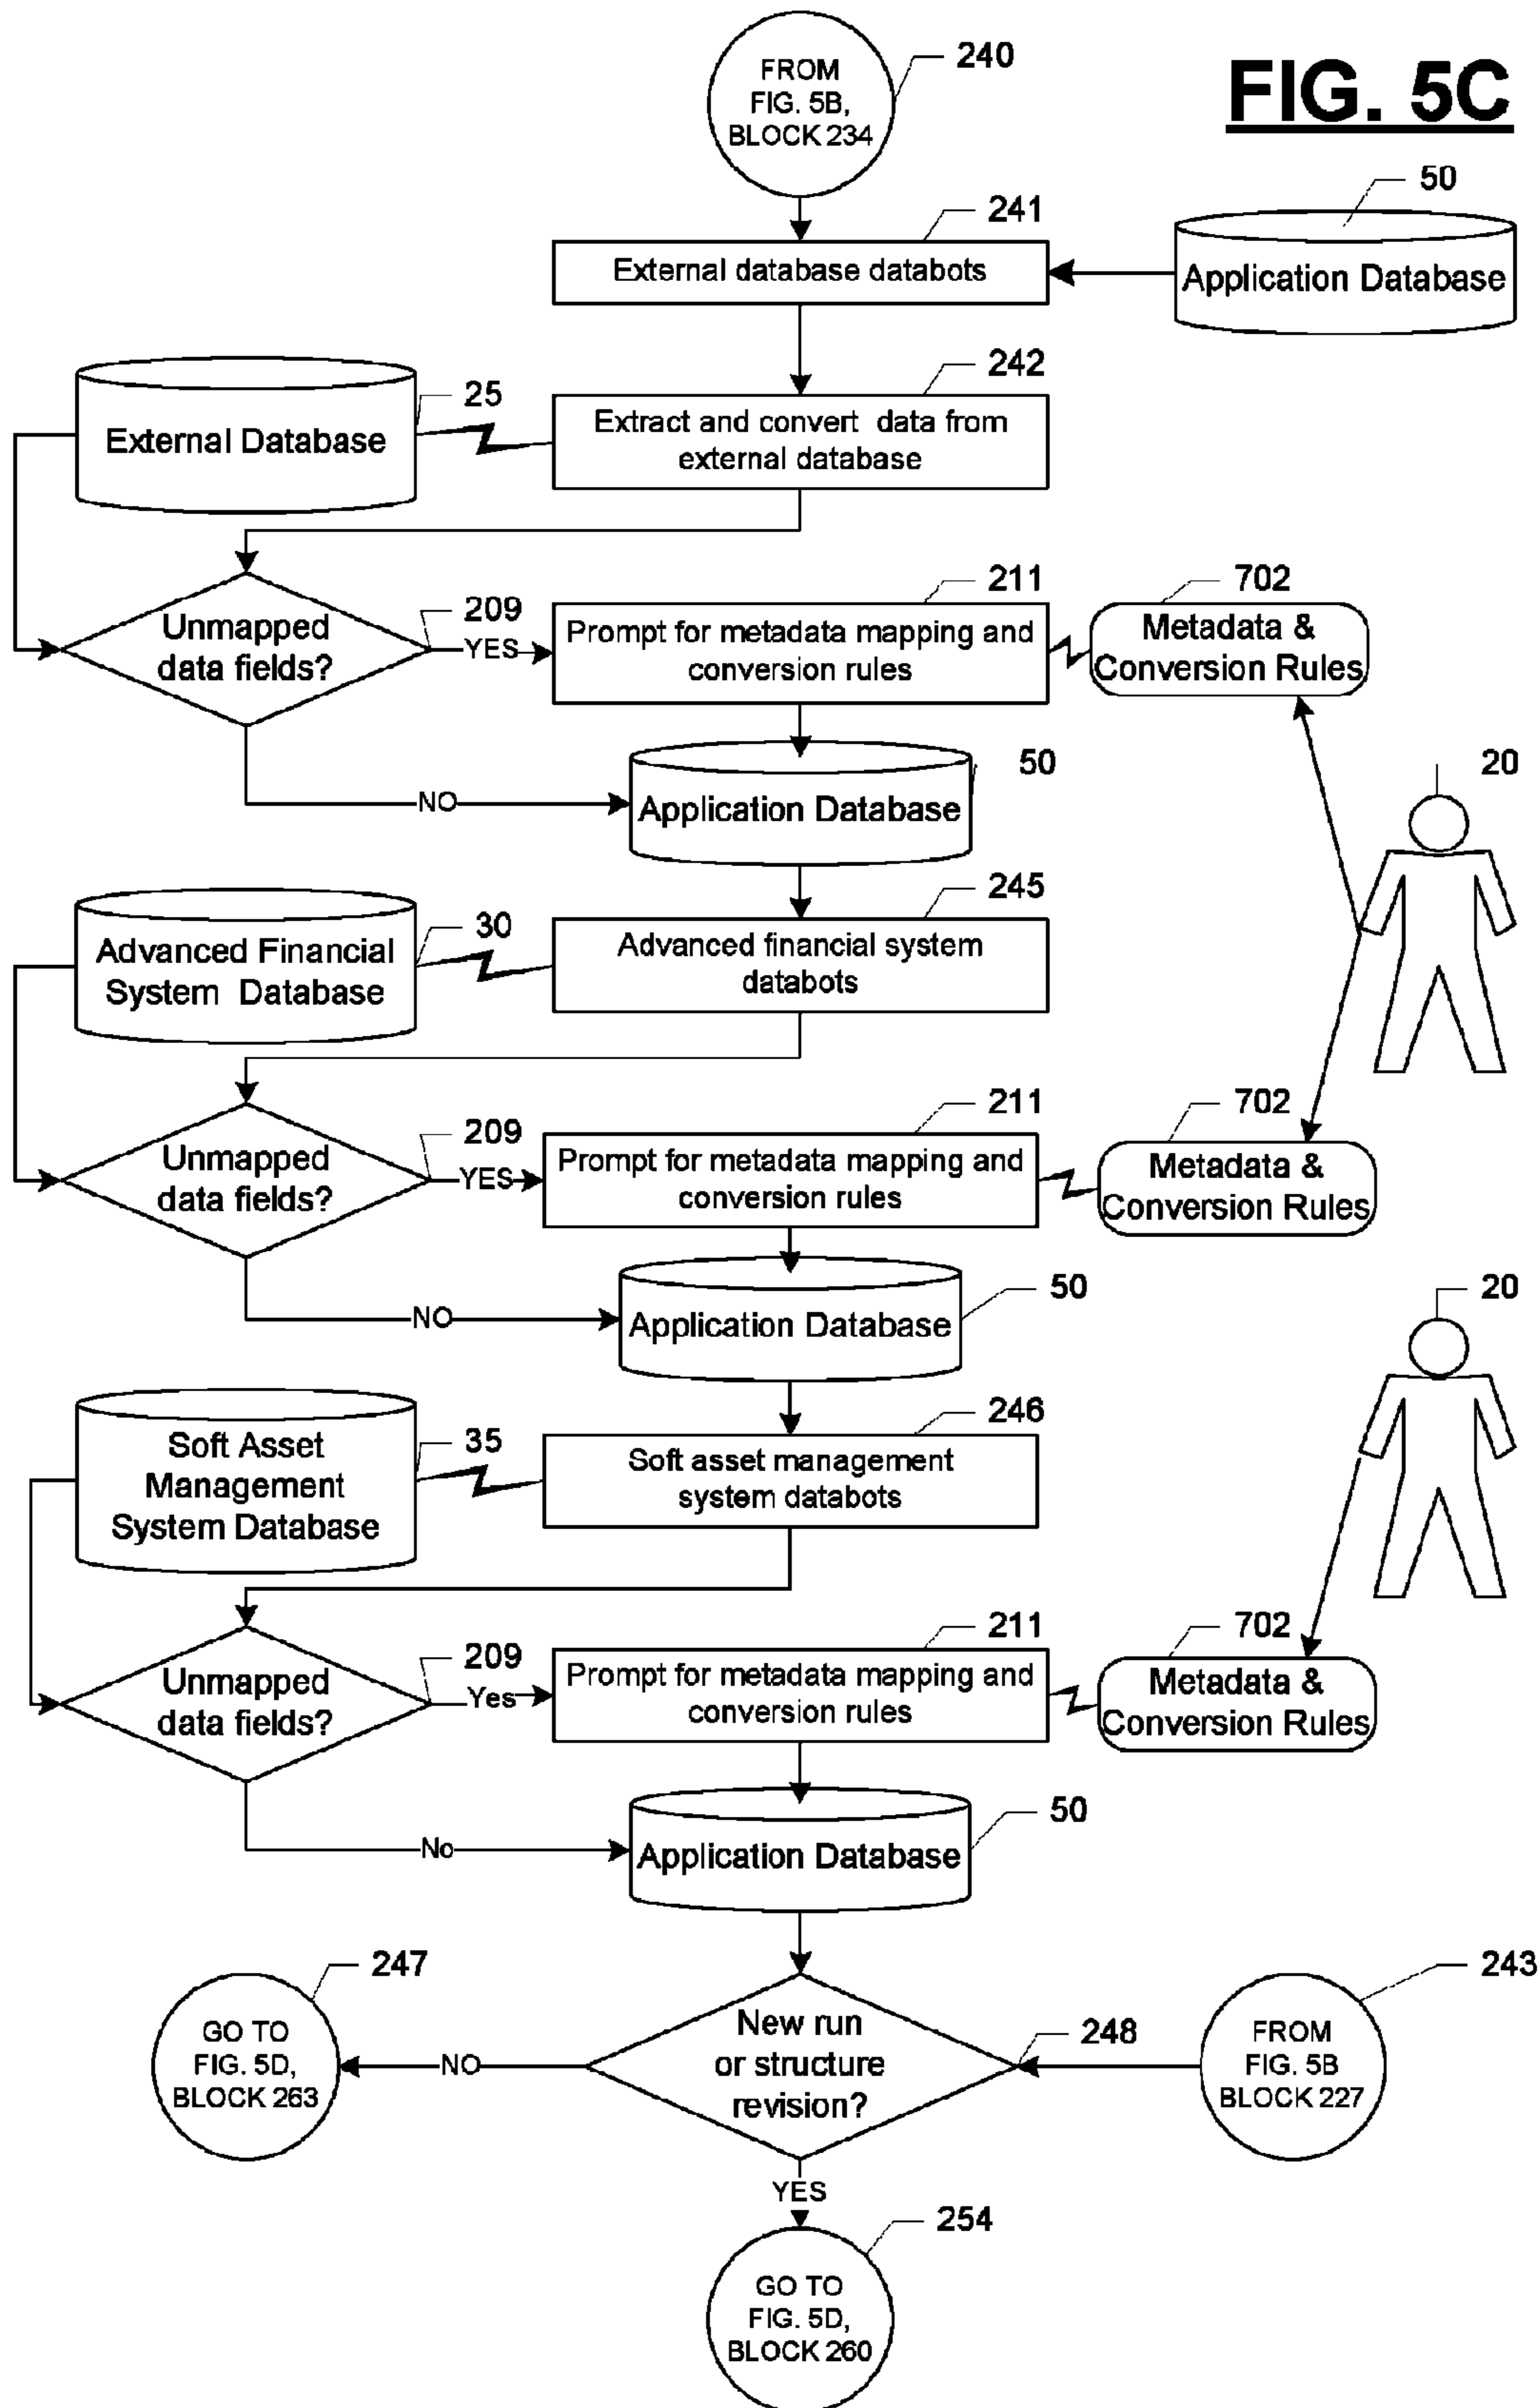 FROM
FIG. 5B,
BLOCK 234
240
FIG. 5C
50
Application Database
241
External database databots
242
Extract and convert data from
external database
25
External Database
Unmapped
data fields?
209
YES
211
Prompt for metadata mapping and
conversion rules
702
Metadata &
Conversion Rules
NO
50
Application Database
20
245
Advanced financial system
databots
30
Advanced Financial
System Database
Unmapped
data fields?
209
YES
211
Prompt for metadata mapping and
conversion rules
702
Metadata &
Conversion Rules
NO
50
Application Database
20
246
Soft asset management
system databots
35
Soft Asset
Management
System Database
Unmapped
data fields?
209
Yes
211
Prompt for metadata mapping and
conversion rules
702
Metadata &
Conversion Rules
No
50
Application Database
247
GO TO
FIG. 5D,
BLOCK 263
NO
New run
or structure
revision?
248
243
FROM
FIG. 5B
BLOCK 227
YES
254
GO TO
FIG. 5D,
BLOCK 260